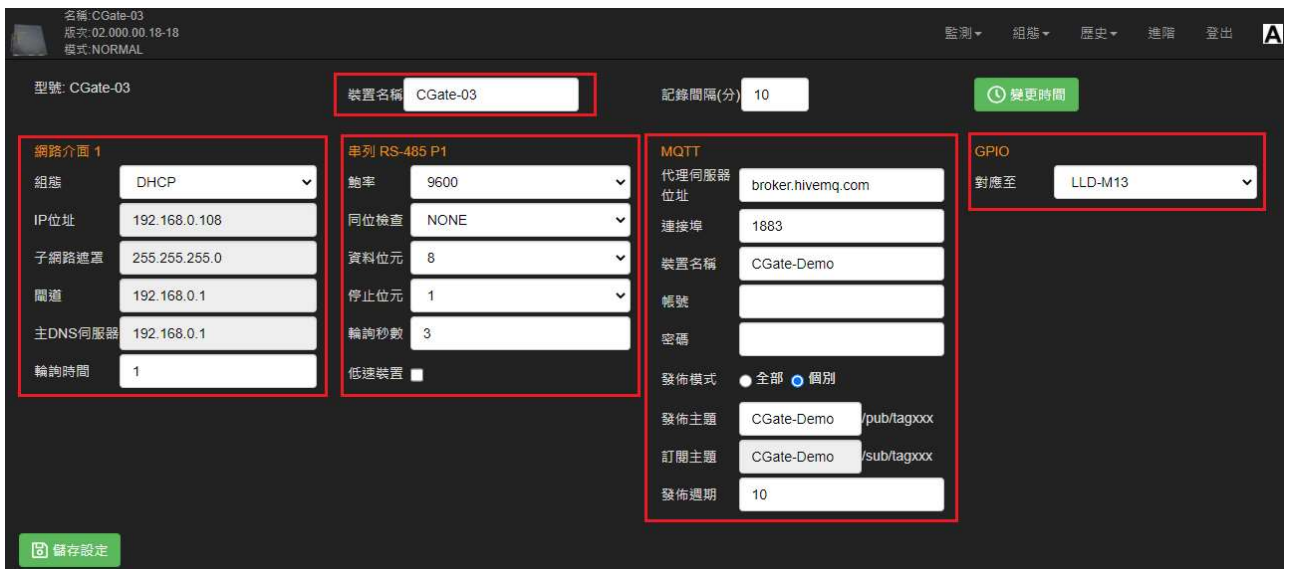 名稱:CGate-03
版次:02.000.00.18-18
模式:NORMAL
監測 組態 歷史 進階 登出 A
型號: CGate-03
裝置名稱 CGate-03
記錄間隔(分) 10
變更時間
網路介面 1
組態 DHCP
IP位址 192.168.0.108
子網路遮罩 255.255.255.0
閘道 192.168.0.1
主DNS伺服器 192.168.0.1
輪詢時間 1
串列 RS-485 P1
鮑率 9600
同位檢查 NONE
資料位元 8
停止位元 1
輪詢秒數 3
低速裝置
MQTT
代理伺服器
位址 broker.hivemq.com
連接埠 1883
裝置名稱 CGate-Demo
帳號
密碼
發佈模式 全部 個別
發佈主題 CGate-Demo /pub/tagxxx
訂閱主題 CGate-Demo /sub/tagxxx
發佈週期 10
GPIO
對應至 LLD-M13
儲存設定